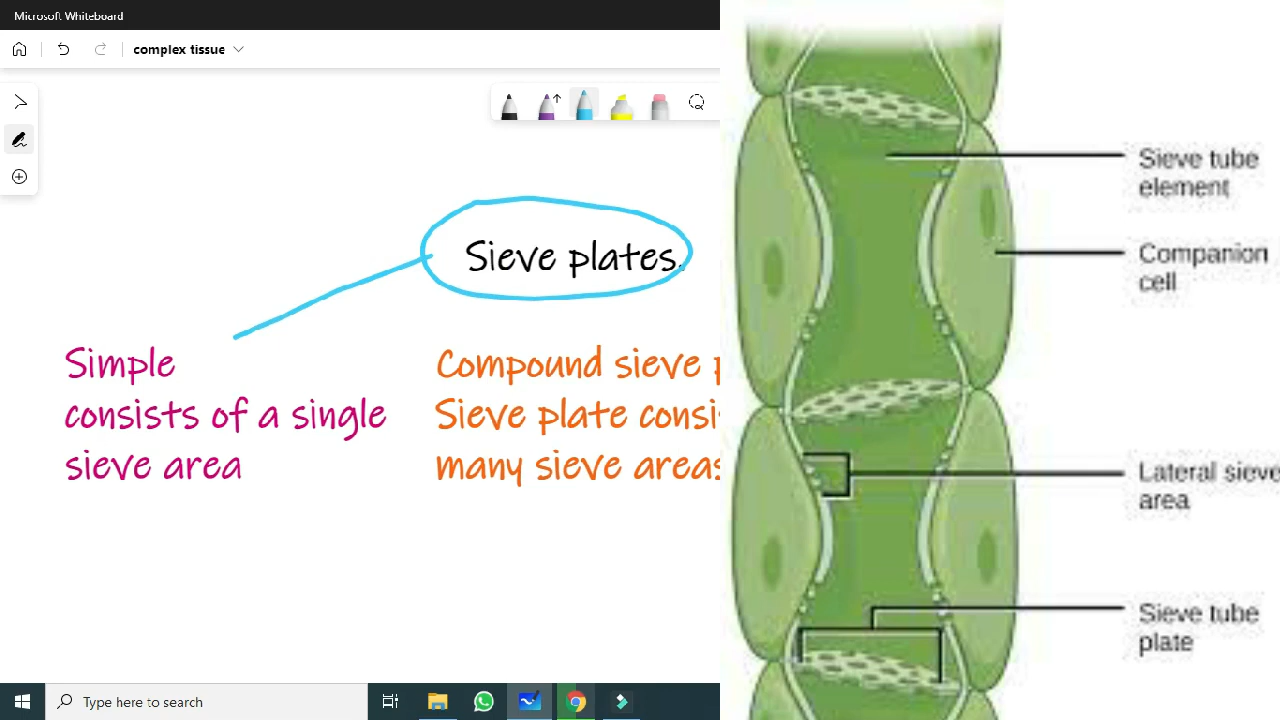 Microsoft Whiteboard
complex tissue
Sieve plates.
Simple
consists of a single
sieve area
Compound sieve
Sieve plate
many sieve areas
Sieve tube
element
Companion
cell
Lateral sieve
area
Sieve tube
plate
Type here to search